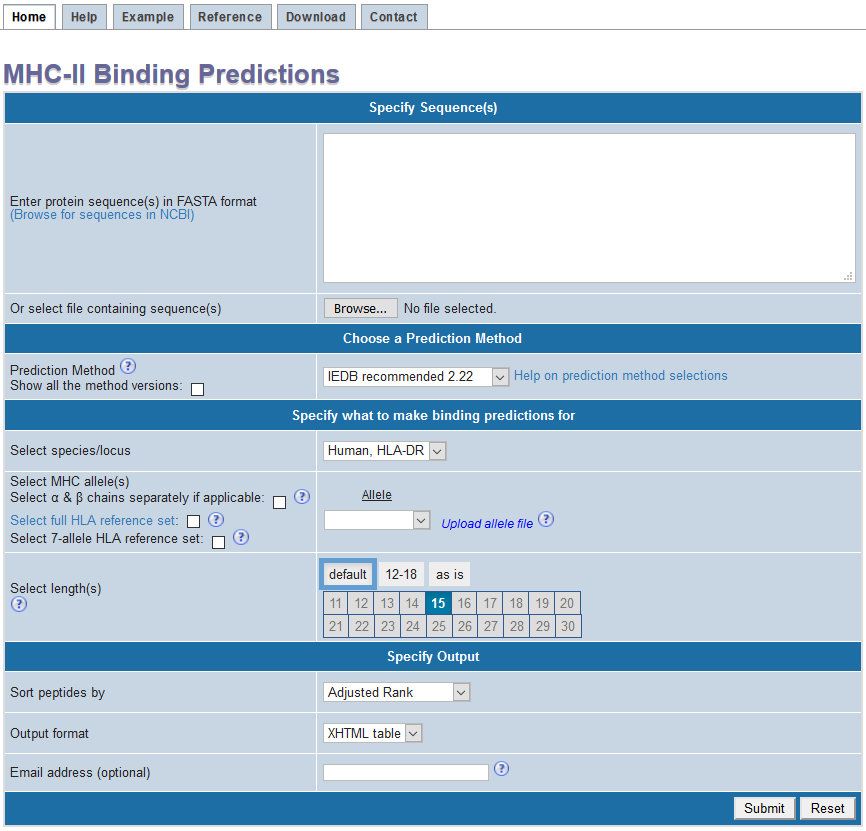 Home Help Example Reference Download Contact
MHC-II Binding Predictions
Specify Sequence(s)
Enter protein sequence(s) in FASTA format
(Browse for sequences in NCBI)
Or select file containing sequence(s) Browse... No file selected.
Choose a Prediction Method
Prediction Method ?
Show all the method versions:
IEDB recommended 2.22 Help on prediction method selections
Specify what to make binding predictions for
Select species/locus Human, HLA-DR
Select MHC allele(s)
Select α & β chains separately if applicable: ?
Select full HLA reference set: ?
Select 7-allele HLA reference set: ?
Allele
Upload allele file ?
Select length(s)
?
default 12-18 as is
11 12 13 14 15 16 17 18 19 20
21 22 23 24 25 26 27 28 29 30
Specify Output
Sort peptides by Adjusted Rank
Output format XHTML table
Email address (optional) ?
Submit Reset